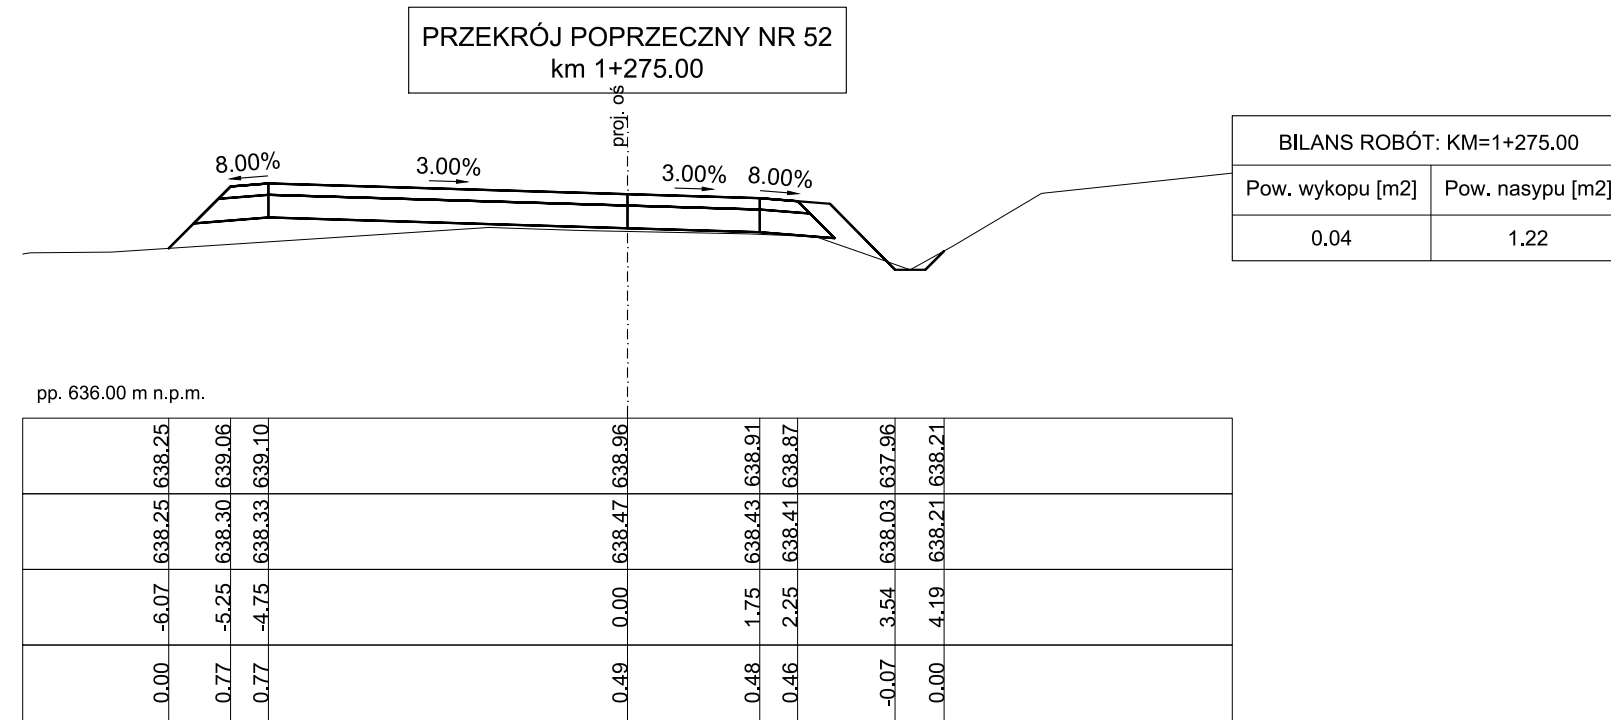 PRZEKRÓJ POPRZECZNY NR 52
km 1+275.00
proj. oś
8.00%
3.00%
3.00%
8.00%
BILANS ROBÓT: KM=1+275.00
Pow. wykopu [m2] Pow. nasypu [m2]
0.04 1.22
pp. 636.00 m n.p.m.
638.25 639.06 639.10 638.96 638.91 638.87 637.96 638.21
638.25 638.30 638.33 638.47 638.43 638.41 638.03 638.21
-6.07 -5.25 -4.75 0.00 1.75 2.25 3.54 4.19
0.00 0.77 0.77 0.49 0.48 0.46 -0.07 0.00